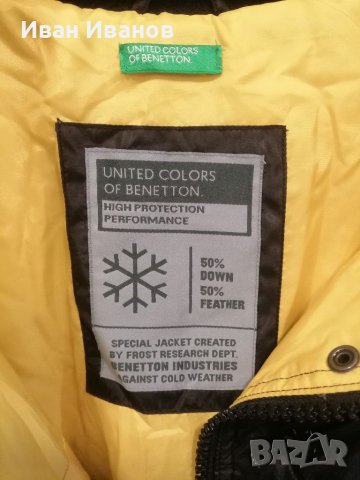 Иван Иванов
UNITED COLORS
OF BENETTON.
UNITED COLORS
OF BENETTON.
HIGH PROTECTION
PERFORMANCE
50%
DOWN
50%
FEATHER
SPECIAL JACKET CREATED
BY FROST RESEARCH DEPT.
BENETTON INDUSTRIES
AGAINST COLD WEATHER
BAZAR